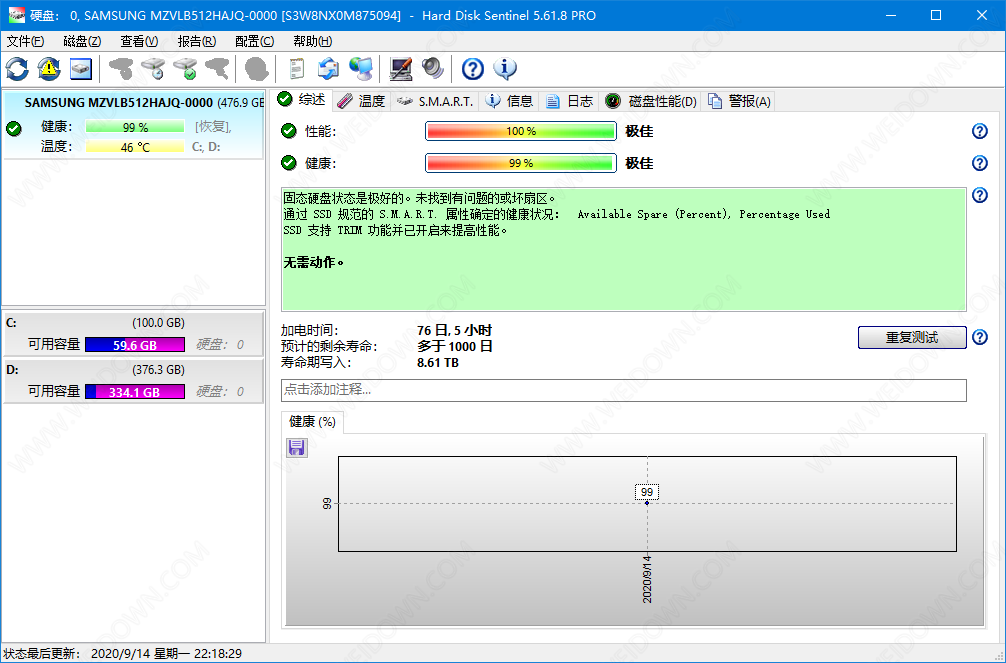 硬盘: 0, SAMSUNG MZVLB512HAJQ-0000 [S3W8NX0M875094] - Hard Disk Sentinel 5.61.8 PRO
文件(F) 磁盘(Z) 查看(V) 报告(R) 配置(C) 帮助(H)
SAMSUNG MZVLB512HAJQ-0000 (476.9 GB
健康: 99 % [恢复],
温度: 46 °C C:, D:
C: (100.0 GB)
可用容量 59.6 GB 硬盘: 0
D: (376.3 GB)
可用容量 334.1 GB 硬盘: 0
综述 温度 S.M.A.R.T. 信息 日志 磁盘性能(D) 警报(A)
性能: 100 % 极佳
健康: 99 % 极佳
固态硬盘状态是极好的。未找到有问题的或坏扇区。
通过 SSD 规范的 S.M.A.R.T. 属性确定的健康状况: Available Spare (Percent), Percentage Used
SSD 支持 TRIM 功能并已开启来提高性能。
无需动作。
加电时间: 76 日, 5 小时
预计的剩余寿命: 多于 1000 日
寿命期写入: 8.61 TB
重复测试
点击添加注释...
健康 (%)
99
99
2020/9/14
状态最后更新: 2020/9/14 星期一 22:18:29
WWW.WEIDOWN.COM